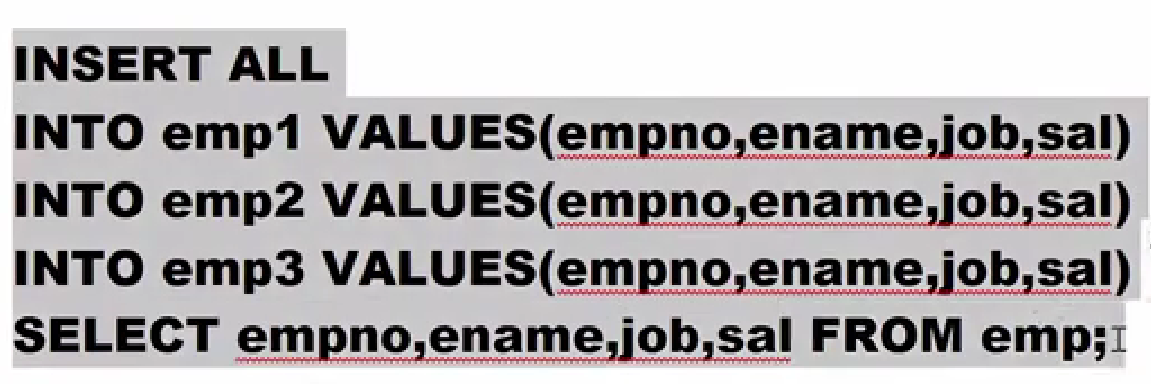 INSERT ALL
INTO emp1 VALUES(empno,ename,job,sal)
INTO emp2 VALUES(empno,ename,job,sal)
INTO emp3 VALUES(empno,ename,job,sal)
SELECT empno,ename,job,sal FROM emp;